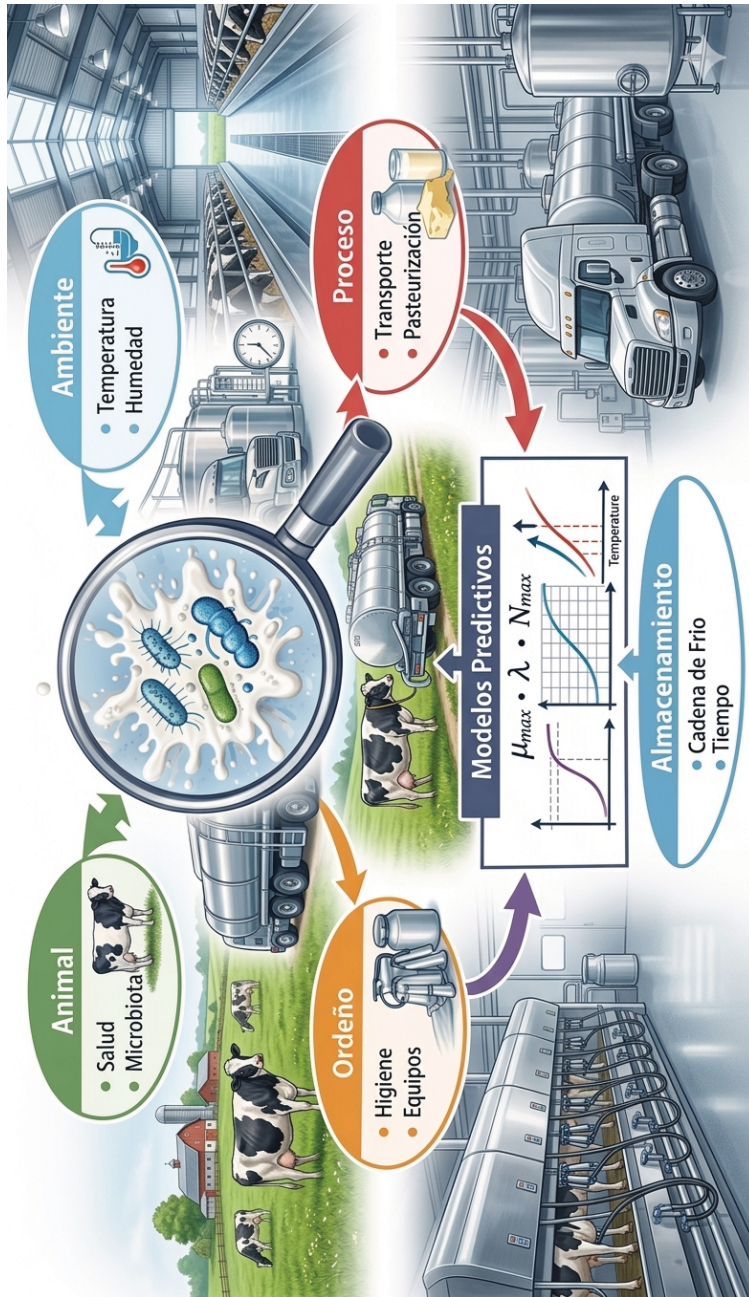 Animal
• Salud
• Microbiota
Ambiente
• Temperatura
• Humedad
Ordeño
• Higiene
• Equipos
Proceso
• Transporte
• Pasteurización
Modelos Predictivos
μmax • λ • Nmax
Temperature
Almacenamiento
• Cadena de Frio
• Tiempo